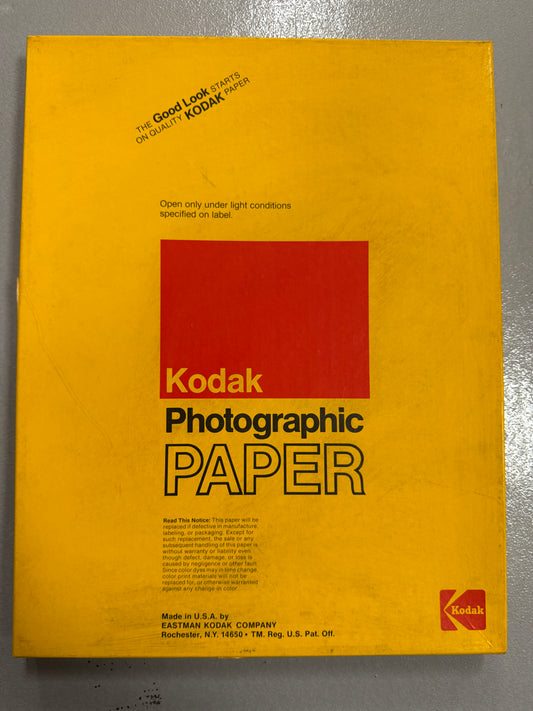 THE Good Look STARTS
ON QUALITY KODAK PAPER
Open only under light conditions
specified on label.
Kodak
Photographic
PAPER
Read This Notice: This paper will be
replaced if defective in manufacture,
labeling, or packaging. Except for
such replacement, the sale or any
subsequent handling of this paper is
without warranty or liability even
though defect, damage, or loss is
caused by negligence or other fault.
Since color dyes may in time change,
color print materials will not be
replaced for, or otherwise warranted
against any change in color.
Made in U.S.A. by
EASTMAN KODAK COMPANY
Rochester, N.Y. 14650 • TM. Reg. U.S. Pat. Off.
Kodak